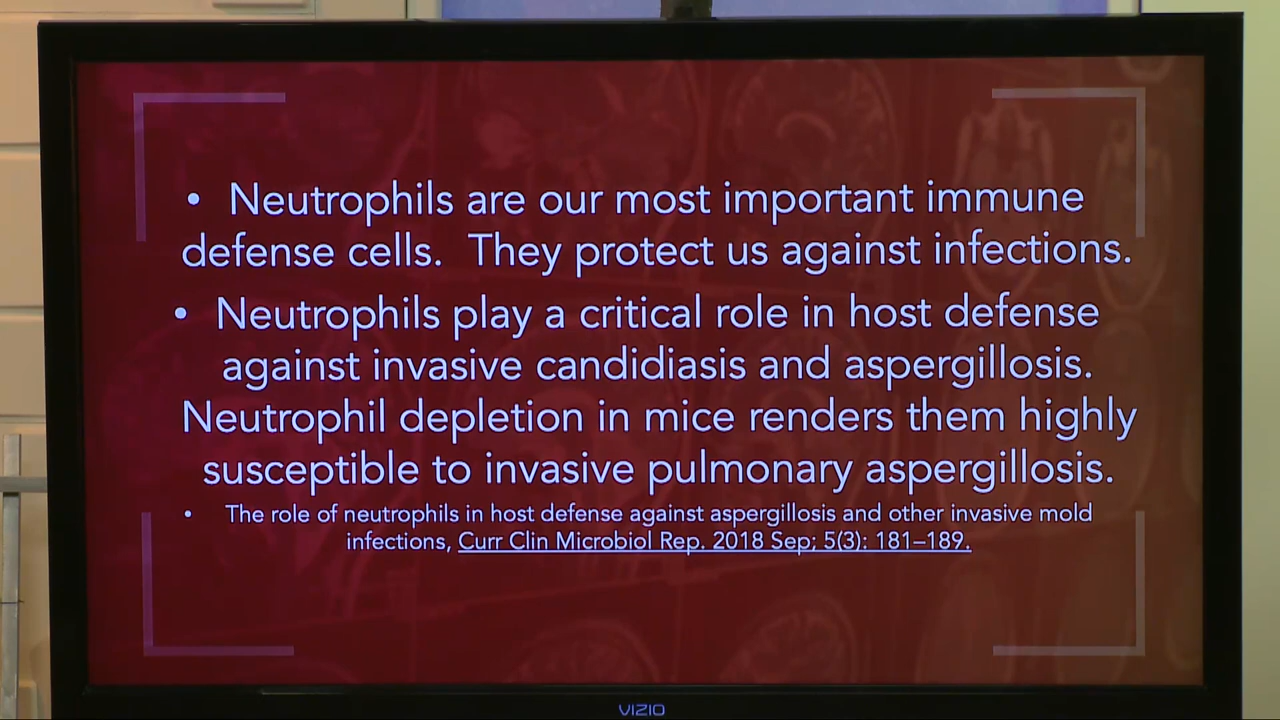 • Neutrophils are our most important immune
defense cells. They protect us against infections.
• Neutrophils play a critical role in host defense
against invasive candidiasis and aspergillosis.
Neutrophil depletion in mice renders them highly
susceptible to invasive pulmonary aspergillosis.
• The role of neutrophils in host defense against aspergillosis and other invasive mold
infections, Curr Clin Microbiol Rep. 2018 Sep; 5(3): 181–189.
VIZIO